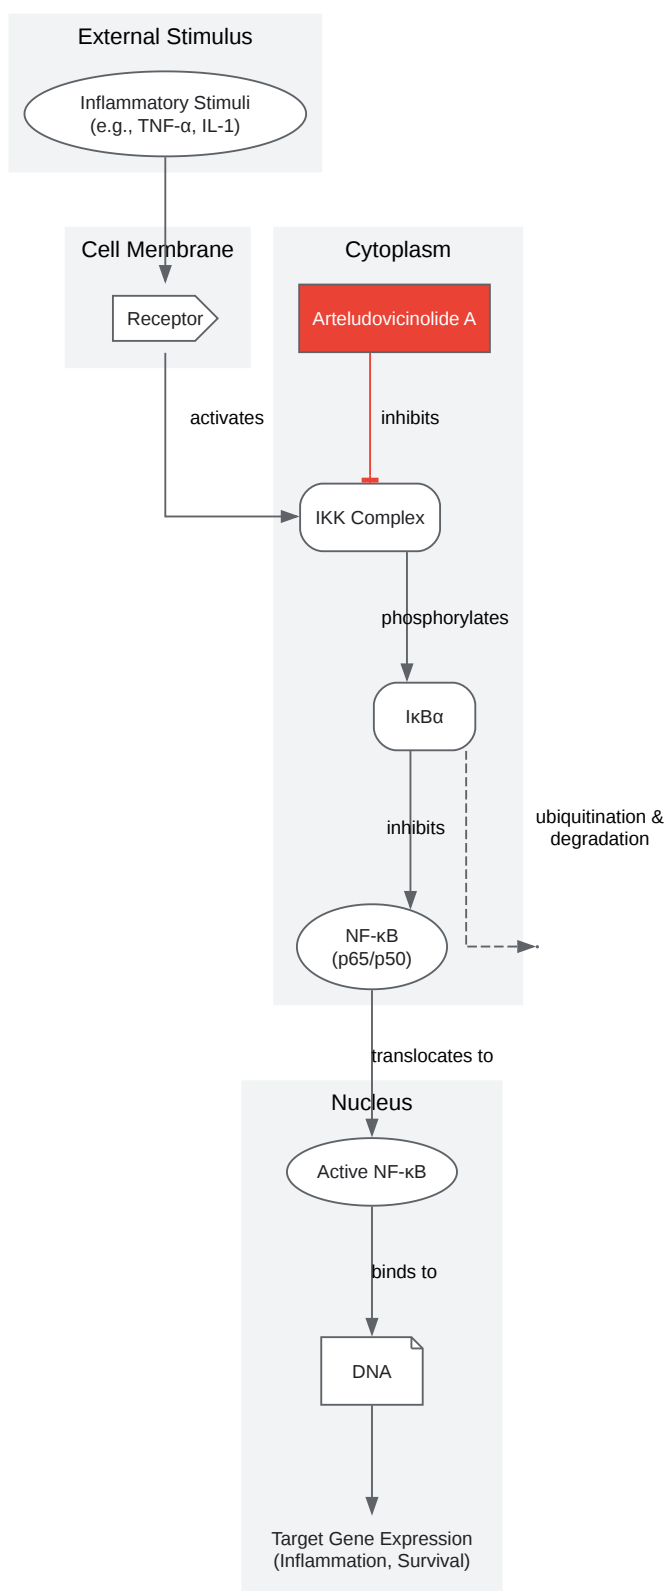 External Stimulus
Inflammatory Stimuli
(e.g., TNF-α, IL-1)
Cell Membrane
Cytoplasm
Receptor
Arteludovicinolide A
activates
inhibits
IKK Complex
phosphorylates
IκBα
inhibits
ubiquitination &
degradation
NF-κB
(p65/p50)
translocates to
Nucleus
Active NF-κB
binds to
DNA
Target Gene Expression
(Inflammation, Survival)